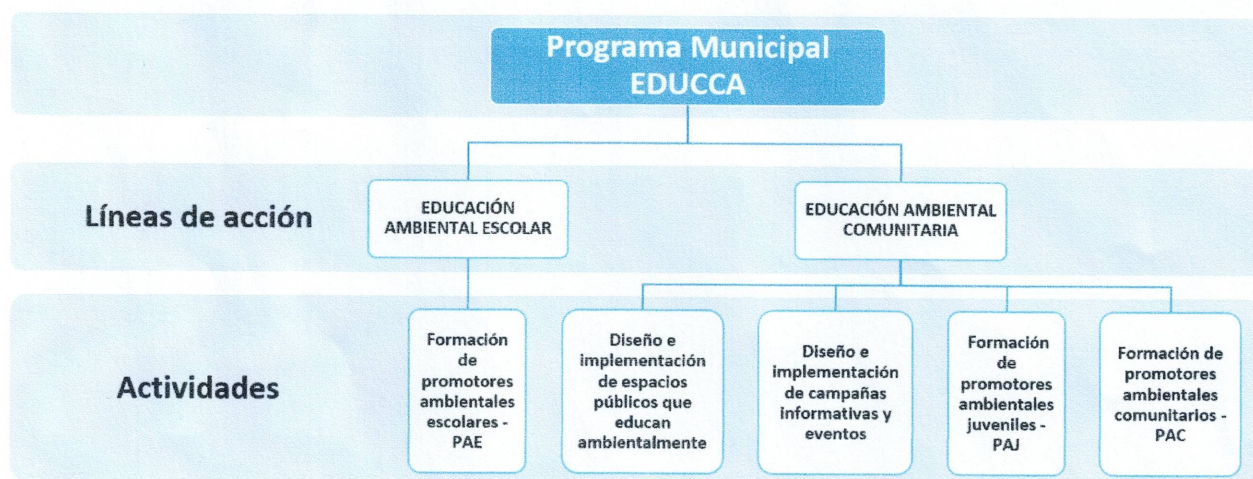 Programa Municipal
EDUCCA
Líneas de acción
EDUCACIÓN
AMBIENTAL ESCOLAR
EDUCACIÓN AMBIENTAL
COMUNITARIA
Actividades
Formación
de
promotores
ambientales
escolares -
PAE
Diseño e
implementación
de espacios
públicos que
educan
ambientalmente
Diseño e
implementación
de campañas
informativas y
eventos
Formación
de
promotores
ambientales
juveniles -
PAJ
Formación de
promotores
ambientales
comunitarios -
PAC